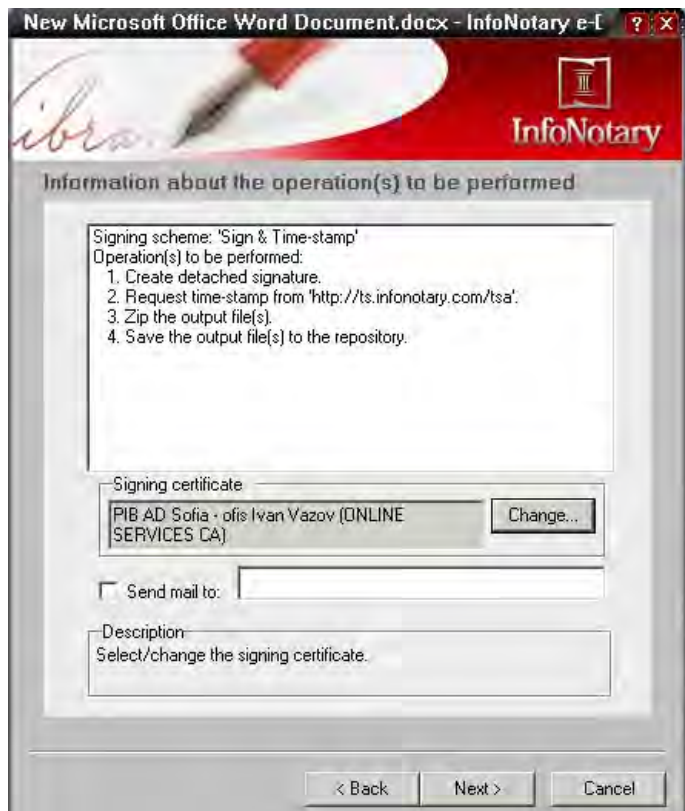 New Microsoft Office Word Document.docx - InfoNotary e-
? X
ibra
InfoNotary
Information about the operation(s) to be performed
Signing scheme: 'Sign & Time-stamp'
Operation(s) to be performed:
1. Create detached signature.
2. Request time-stamp from 'http://ts.infonotary.com/tsa'.
3. Zip the output file(s).
4. Save the output file(s) to the repository.
Signing certificate
PIB AD Sofia - ofis Ivan Vazov (ONLINE
SERVICES CA)
Change...
Send mail to:
Description
Select/change the signing certificate.
< Back
Next >
Cancel